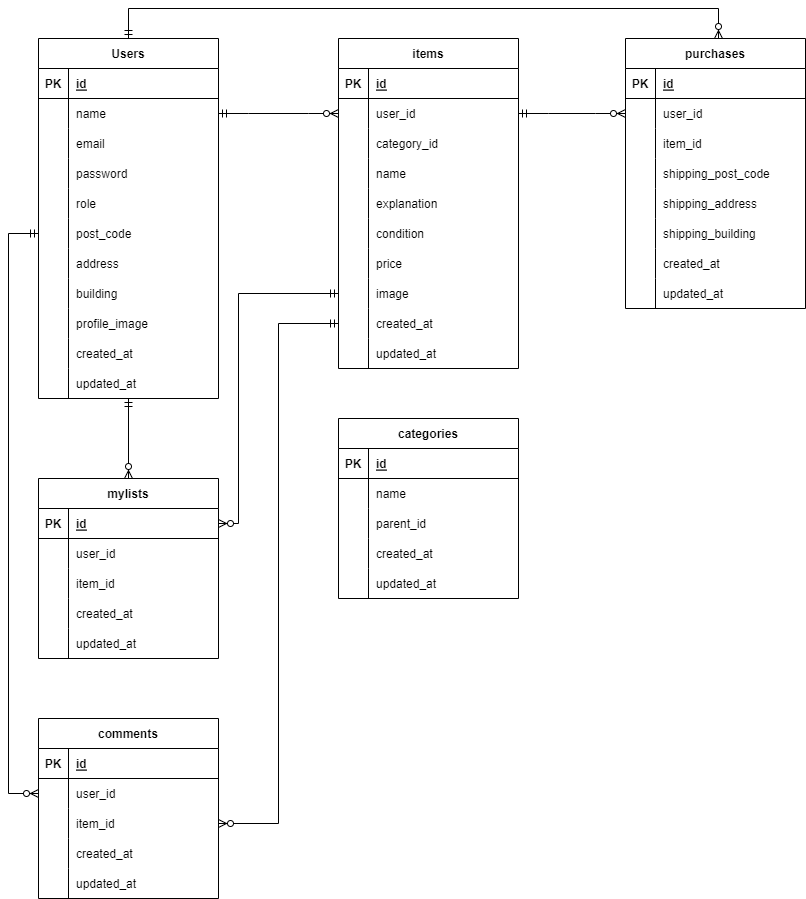 Users
PK id
name
email
password
role
post_code
address
building
profile_image
created_at
updated_at
items
PK id
user_id
category_id
name
explanation
condition
price
image
created_at
updated_at
purchases
PK id
user_id
item_id
shipping_post_code
shipping_address
shipping_building
created_at
updated_at
mylists
PK id
user_id
item_id
created_at
updated_at
categories
PK id
name
parent_id
created_at
updated_at
comments
PK id
user_id
item_id
created_at
updated_at